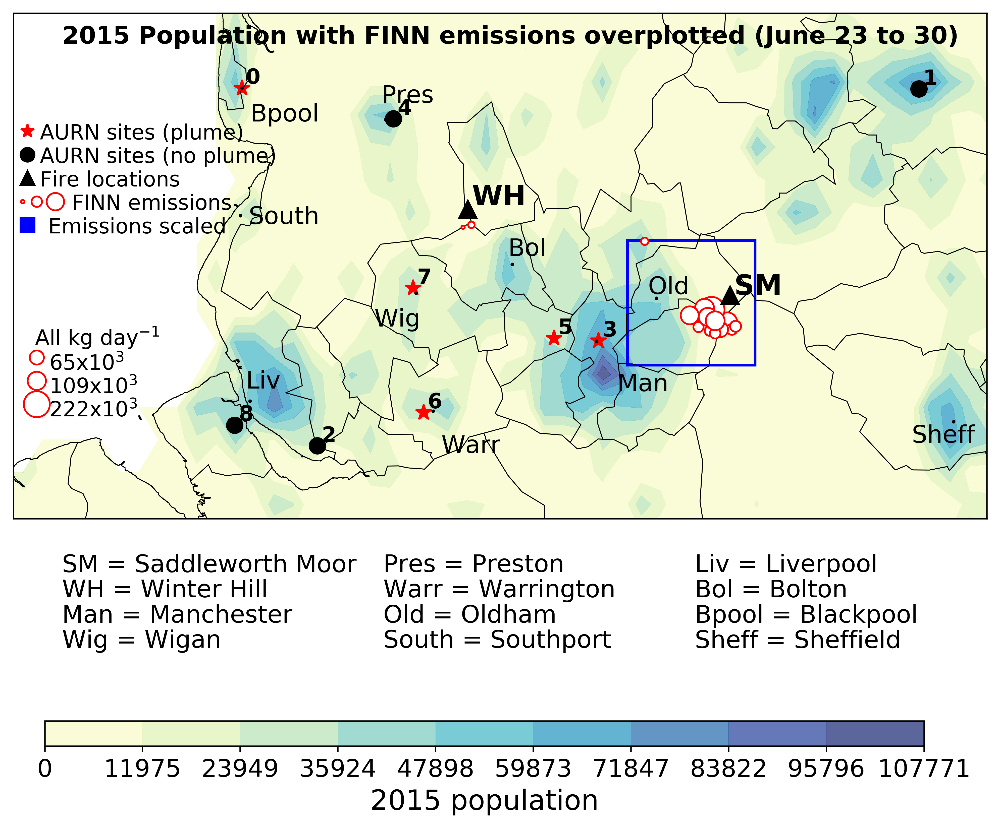 2015 Population with FINN emissions overplotted (June 23 to 30)
0
1
Pres
4
Bpool
AURN sites (plume)
AURN sites (no plume)
Fire locations
FINN emissions
Emissions scaled
WH
South
Bol
7
Old
SM
Wig
5
3
All kg day⁻¹
65x10³
109x10³
222x10³
Liv
Man
6
8
2
Warr
Sheff
SM = Saddleworth Moor
WH = Winter Hill
Man = Manchester
Wig = Wigan
Pres = Preston
Warr = Warrington
Old = Oldham
South = Southport
Liv = Liverpool
Bol = Bolton
Bpool = Blackpool
Sheff = Sheffield
0 11975 23949 35924 47898 59873 71847 83822 95796 107771
2015 population